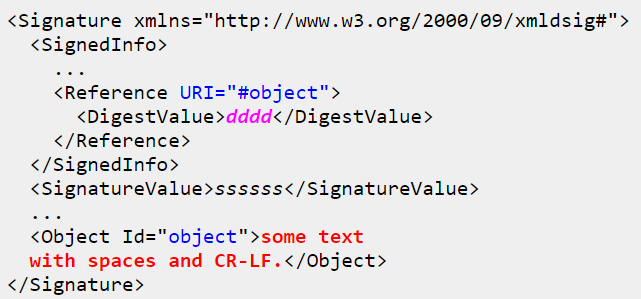 <Signature xmlns="http://www.w3.org/2000/09/xmldsig#">
  <SignedInfo>
    ...
    <Reference URI="#object">
      <DigestValue>dddd</DigestValue>
    </Reference>
  </SignedInfo>
  <SignatureValue>ssssss</SignatureValue>
  ...
  <Object Id="object">some text
  with spaces and CR-LF.</Object>
</Signature>